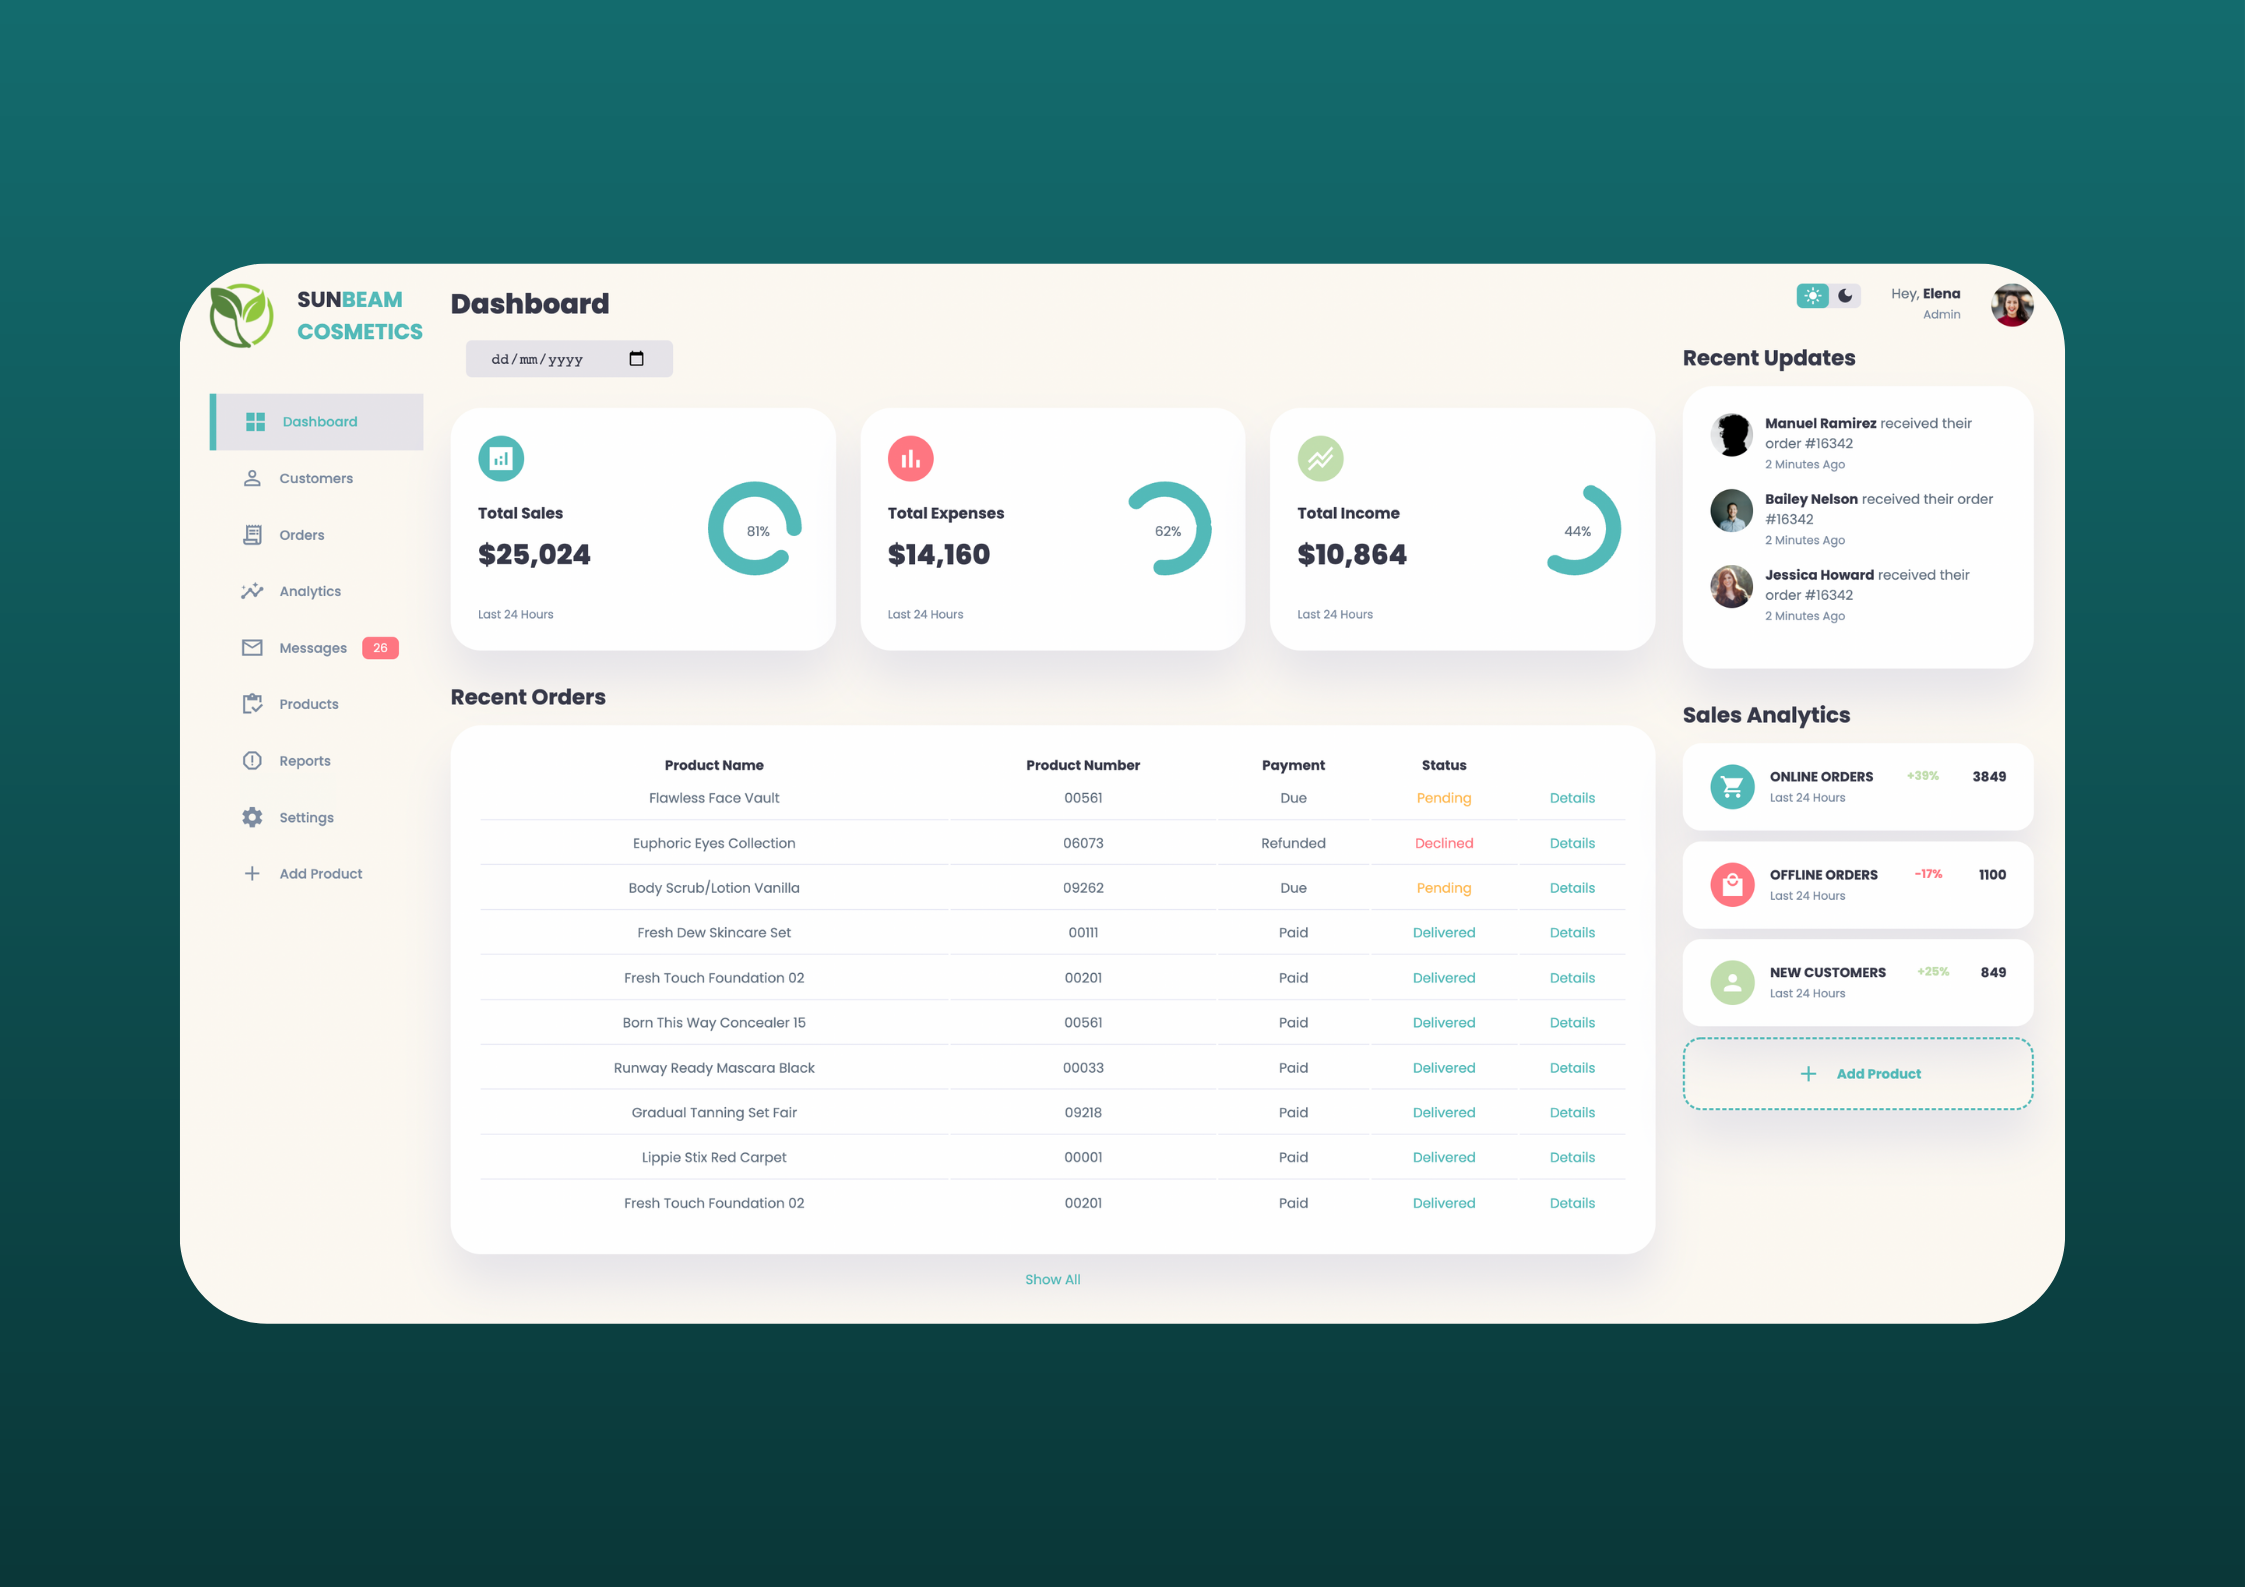 SUNBEAM
COSMETICS
Dashboard
Customers
Orders
Analytics
Messages 26
Products
Reports
Settings
Add Product
Dashboard
dd/mm/yyyy
Total Sales
$25,024
81%
Last 24 Hours
Total Expenses
$14,160
62%
Last 24 Hours
Total Income
$10,864
44%
Last 24 Hours
Recent Orders
Product Name Product Number Payment Status
Flawless Face Vault 00561 Due Pending Details
Euphoric Eyes Collection 06073 Refunded Declined Details
Body Scrub/Lotion Vanilla 09262 Due Pending Details
Fresh Dew Skincare Set 00111 Paid Delivered Details
Fresh Touch Foundation 02 00201 Paid Delivered Details
Born This Way Concealer 15 00561 Paid Delivered Details
Runway Ready Mascara Black 00033 Paid Delivered Details
Gradual Tanning Set Fair 09218 Paid Delivered Details
Lippie Stix Red Carpet 00001 Paid Delivered Details
Fresh Touch Foundation 02 00201 Paid Delivered Details
Show All
Hey, Elena
Admin
Recent Updates
Manuel Ramirez received their
order #16342
2 Minutes Ago
Bailey Nelson received their order
#16342
2 Minutes Ago
Jessica Howard received their
order #16342
2 Minutes Ago
Sales Analytics
ONLINE ORDERS +39% 3849
Last 24 Hours
OFFLINE ORDERS -17% 1100
Last 24 Hours
NEW CUSTOMERS +25% 849
Last 24 Hours
Add Product